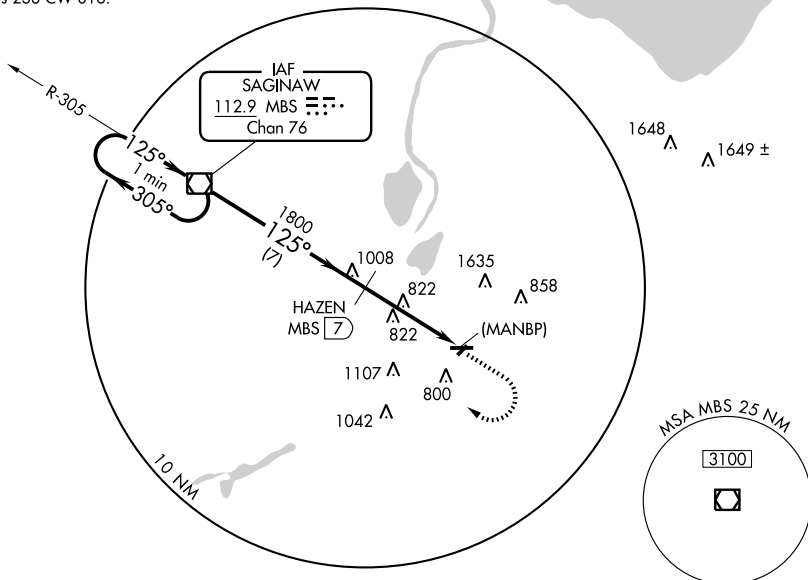 IAF
SAGINAW
112.9 MBS
Chan 76
R-305
125°
1 min
305°
1800
125°
(7)
1008
HAZEN
MBS 7
822
822
1635
858
(MANBP)
1107
800
1042
1648
1649 ±
10 NM
MSA MBS 25 NM
3100